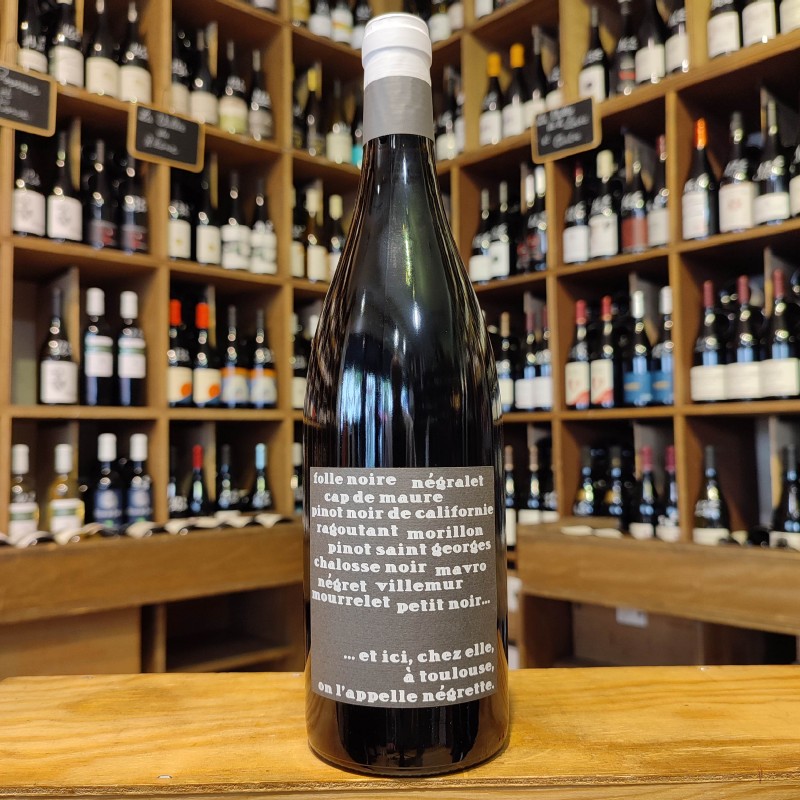 folle noire négralet
cap de maure
pinot noir de californie
ragoutant morillon
pinot saint georges
chalosse noir mavro
négret villemur
mourrelet petit noir...
... et ici, chez elle,
à toulouse,
on l'appelle négrette.